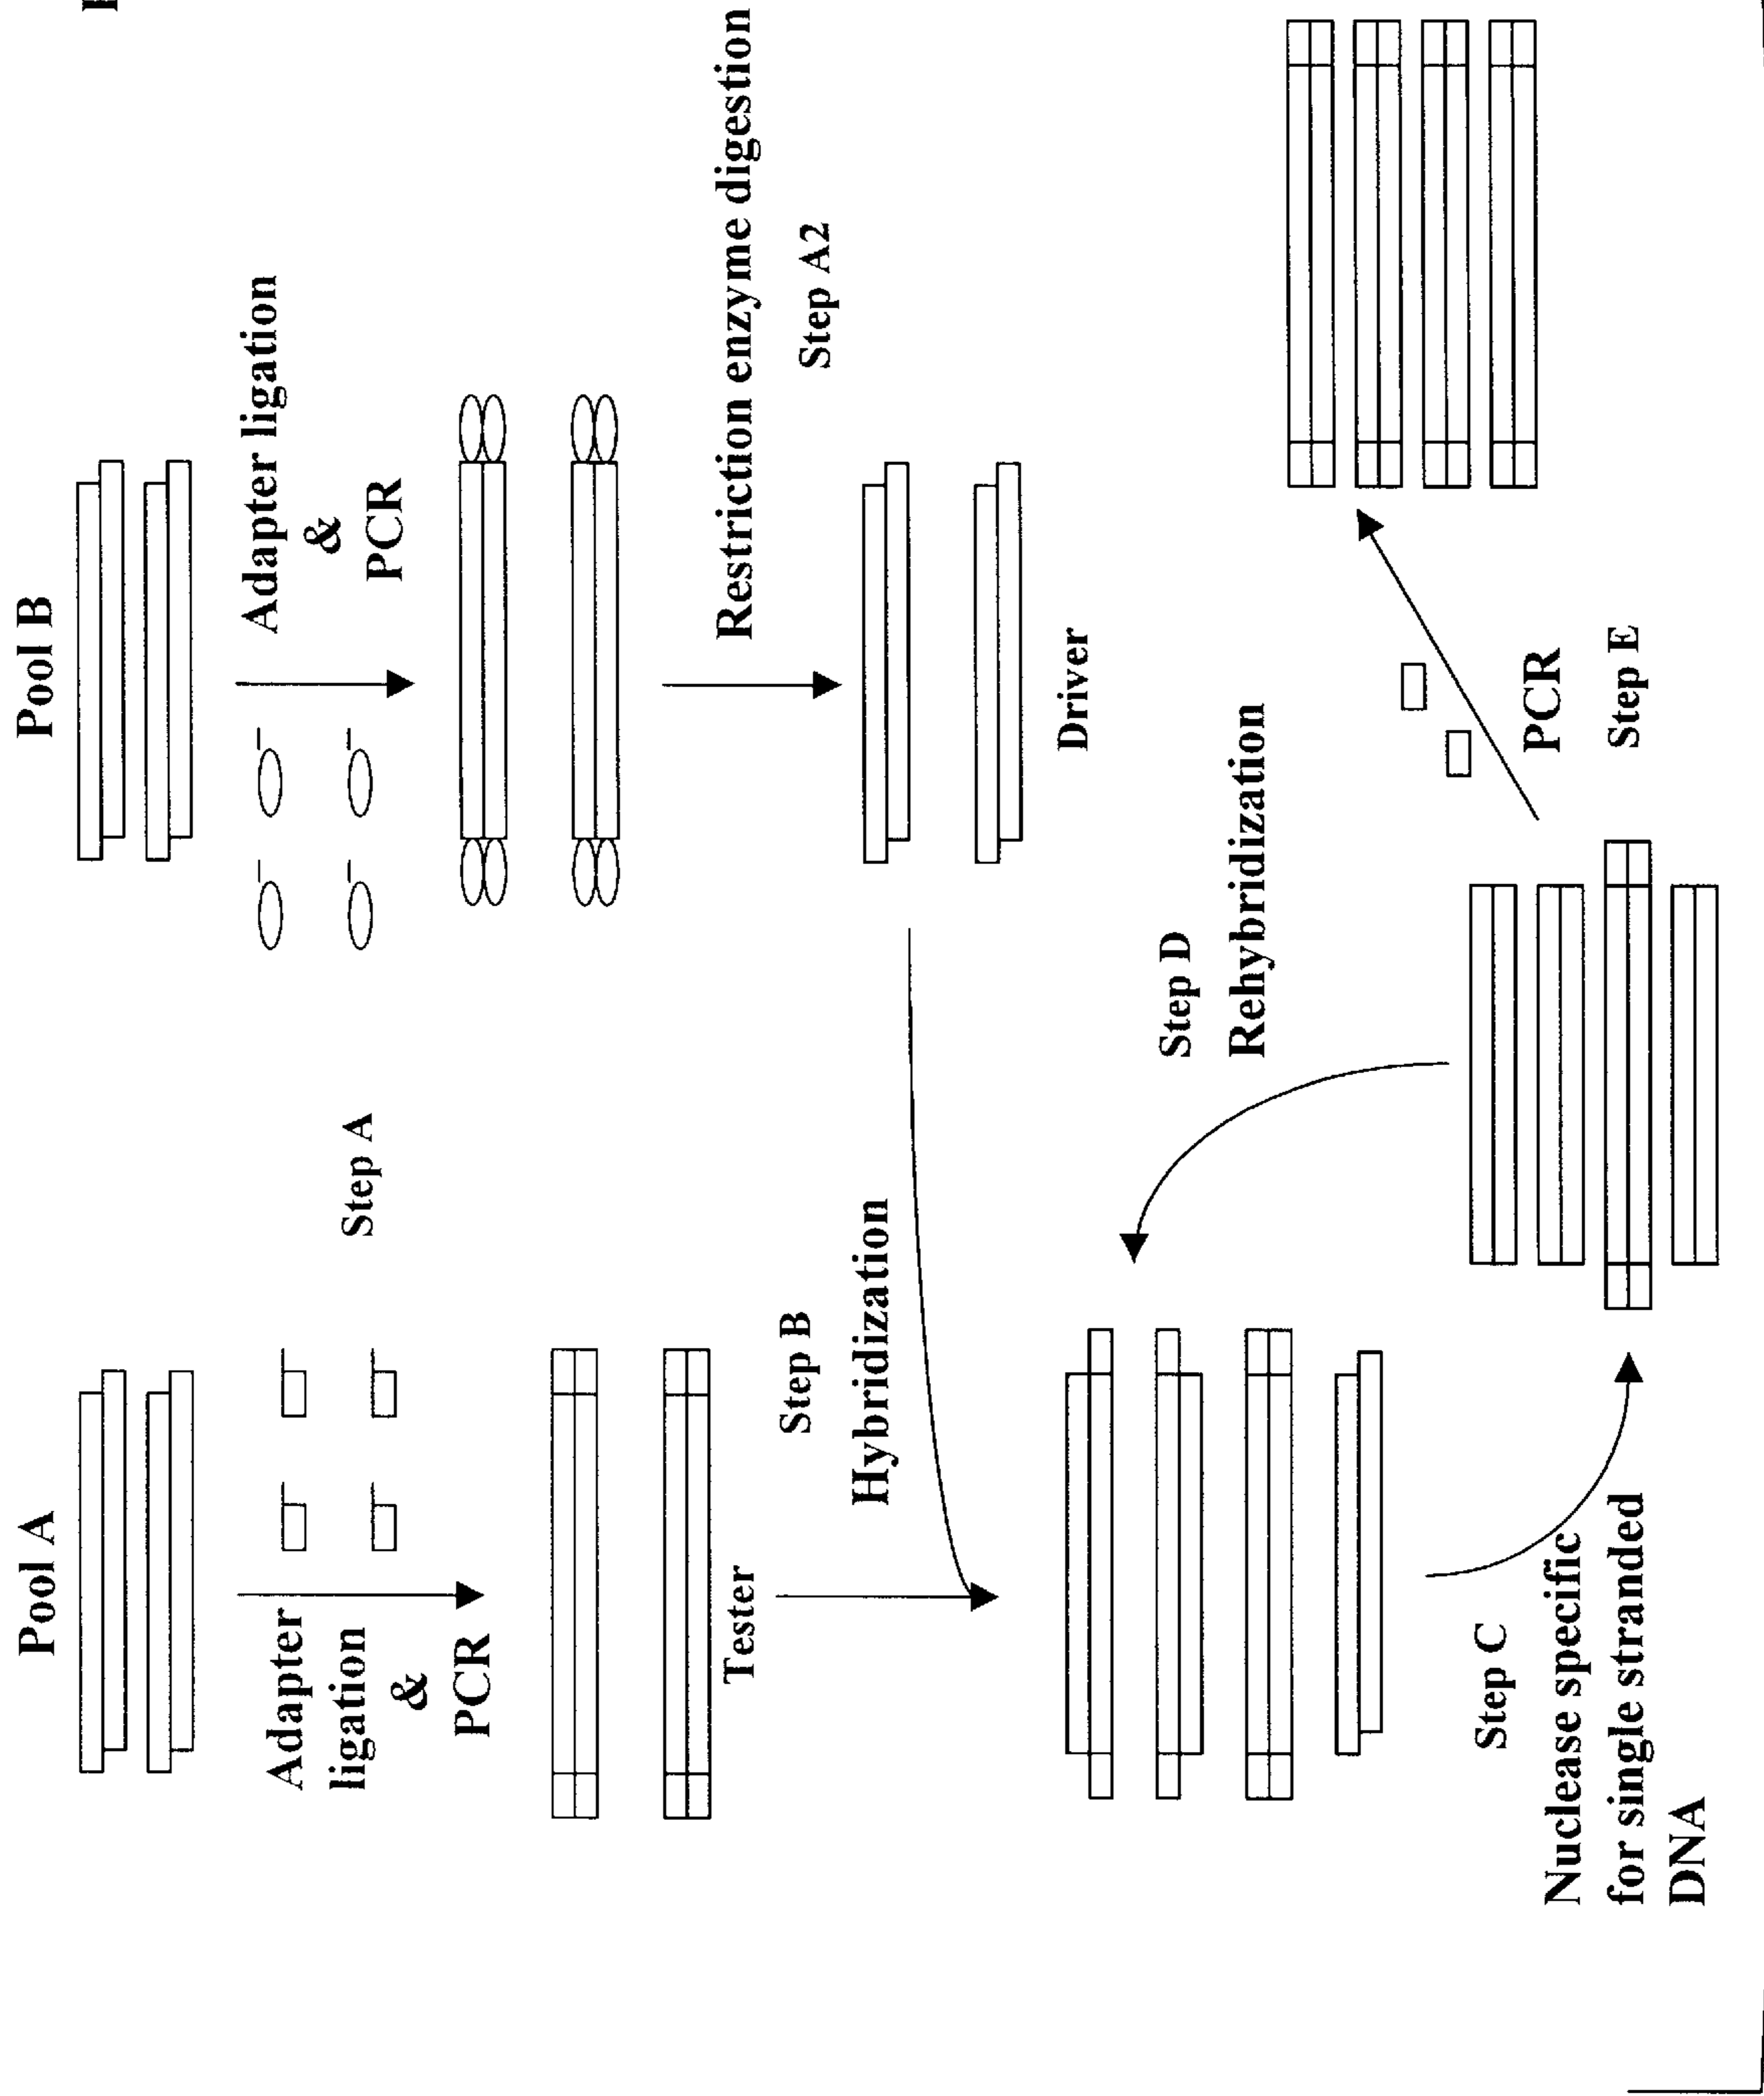 Pool A
Pool B
Adapter
ligation
&
PCR
Step A
Adapter ligation
&
PCR
Tester
Restriction enzyme digestion
Step A2
Step B
Hybridization
Driver
Step D
Rehybridization
Step C
Nuclease specific
for single stranded
DNA
PCR
Step E